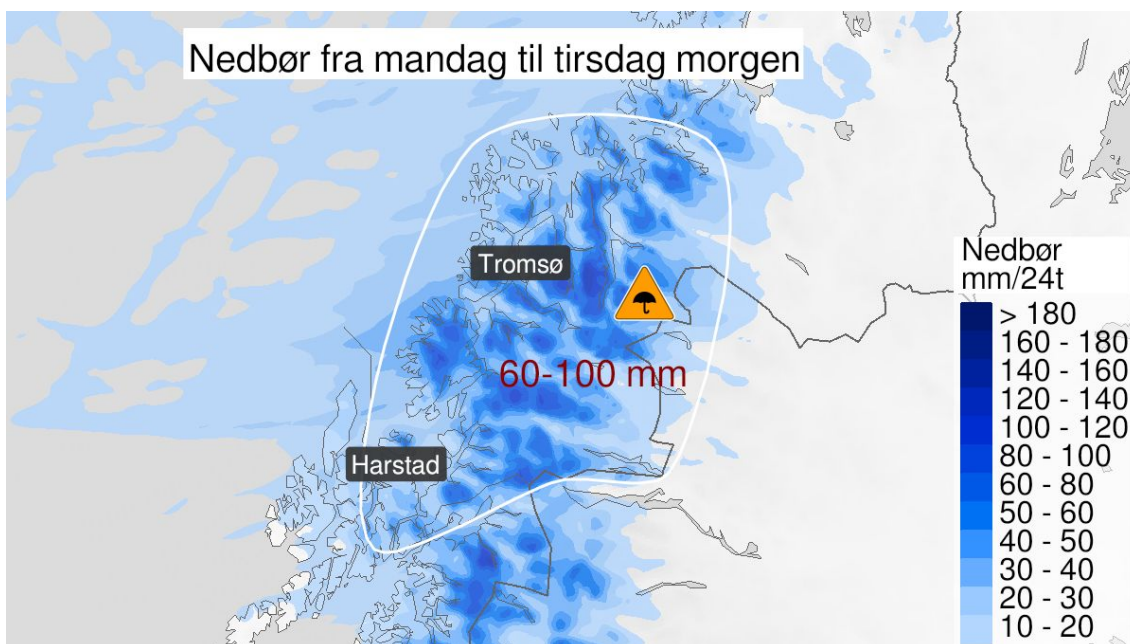 Nedbør fra mandag til tirsdag morgen
Tromsø
60-100 mm
Harstad
Nedbør
mm/24t
> 180
160 - 180
140 - 160
120 - 140
100 - 120
80 - 100
60 - 80
50 - 60
40 - 50
30 - 40
20 - 30
10 - 20